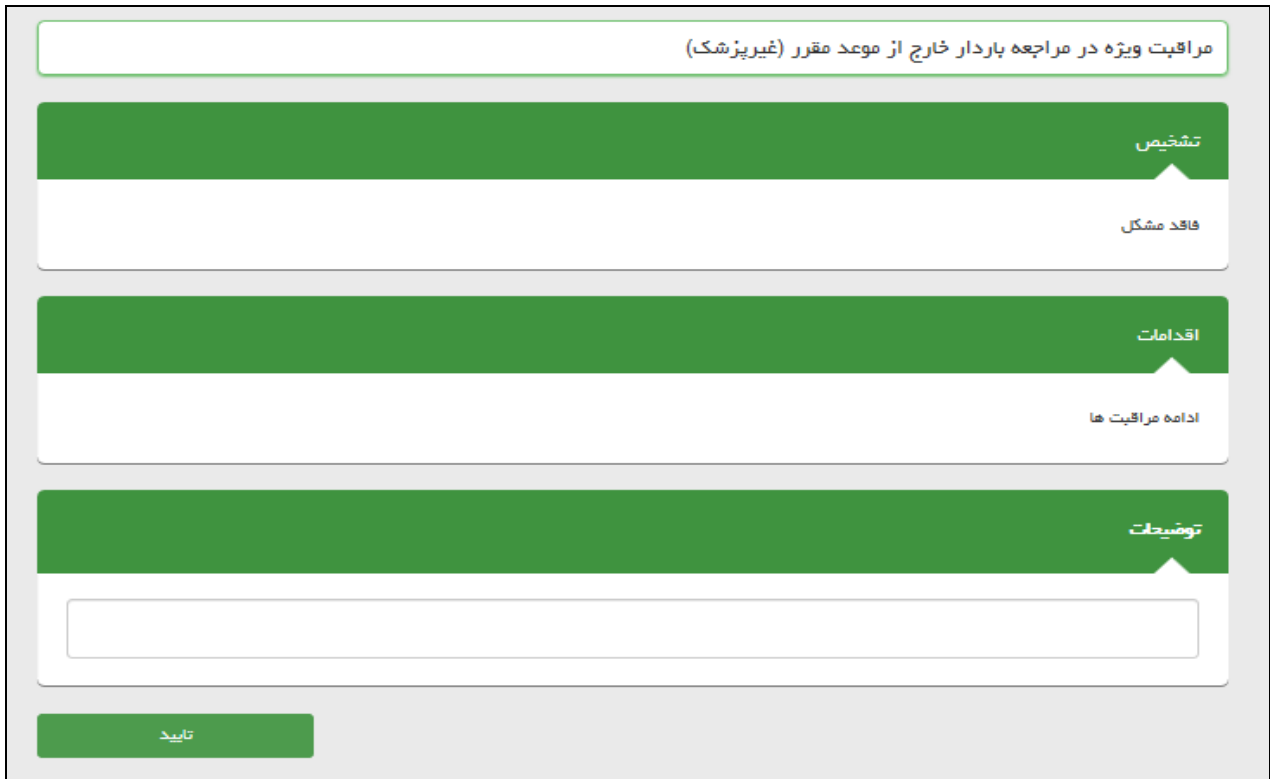 مراقبت ویژه در مراجعه باردار خارج از موعد مقرر (غیرپزشک)
تشخیص
فاقد مشکل
اقدامات
ادامه مراقبت ها
توضیحات
تایید